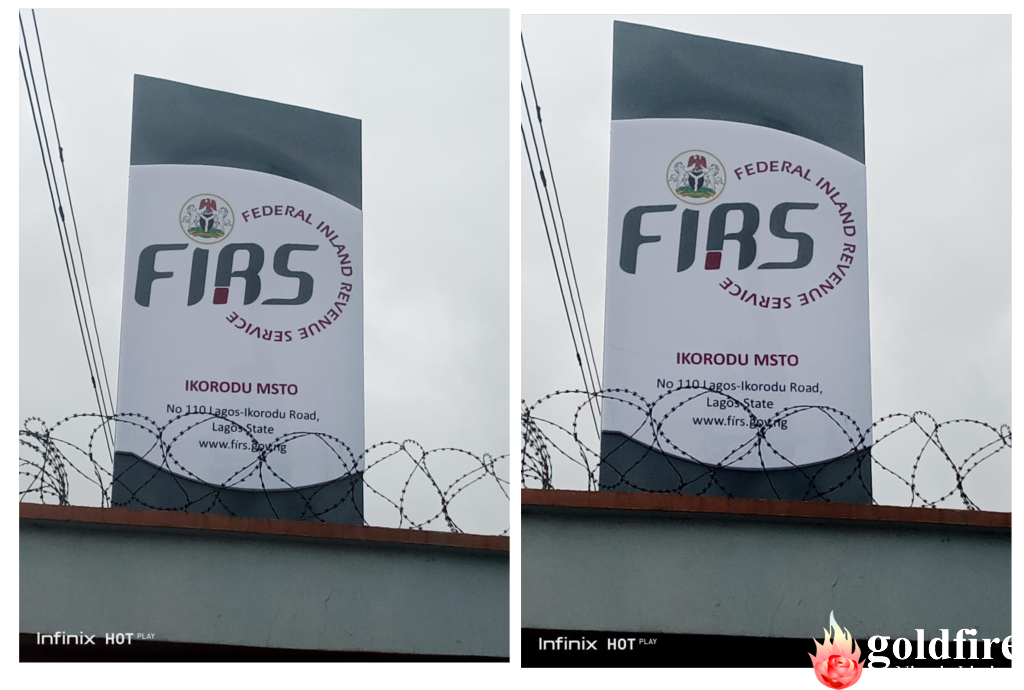 FEDERAL INLAND REVENUE SERVICE
FIRS
IKORODU MSTO
No 110 Lagos-Ikorodu Road,
Lagos State
www.firs.gov.ng
Infinix HOT PLAY
FEDERAL INLAND REVENUE SERVICE
FIRS
IKORODU MSTO
No 110 Lagos-Ikorodu Road,
Lagos State
www.firs.gov.ng
Infinix HOT PLAY
goldfire